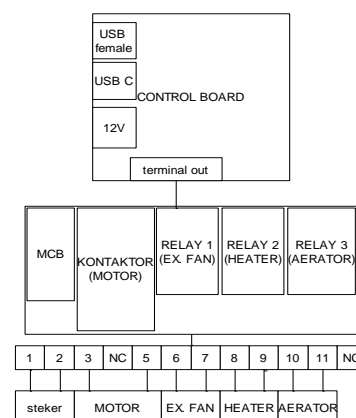 USB
female
USB C
CONTROL BOARD
12V
terminal out
MCB
KONTAKTOR
(MOTOR)
RELAY 1
(EX. FAN)
RELAY 2
(HEATER)
RELAY 3
(AERATOR)
1 2 3 NC 5 6 7 8 9 10 11 NC
steker MOTOR EX. FAN HEATER AERATOR